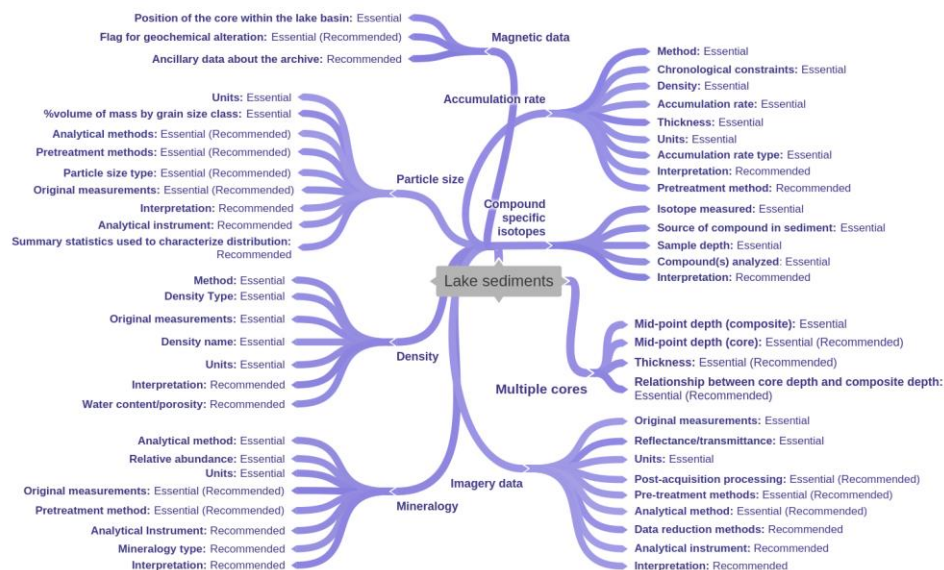 Position of the core within the lake basin: Essential
Flag for geochemical alteration: Essential (Recommended)
Ancillary data about the archive: Recommended
Magnetic data
Units: Essential
%volume of mass by grain size class: Essential
Analytical methods: Essential (Recommended)
Pretreatment methods: Essential (Recommended)
Particle size type: Essential (Recommended)
Original measurements: Essential (Recommended)
Interpretation: Recommended
Analytical instrument: Recommended
Summary statistics used to characterize distribution:
Recommended
Particle size
Method: Essential
Density Type: Essential
Original measurements: Essential
Density name: Essential
Units: Essential
Interpretation: Recommended
Water content/porosity: Recommended
Density
Analytical method: Essential
Relative abundance: Essential
Units: Essential
Original measurements: Essential (Recommended)
Pretreatment method: Essential (Recommended)
Analytical Instrument: Recommended
Mineralogy type: Recommended
Interpretation: Recommended
Mineralogy
Lake sediments
Accumulation rate
Method: Essential
Chronological constraints: Essential
Density: Essential
Accumulation rate: Essential
Thickness: Essential
Units: Essential
Accumulation rate type: Essential
Interpretation: Recommended
Pretreatment method: Recommended
Compound
specific
isotopes
Isotope measured: Essential
Source of compound in sediment: Essential
Sample depth: Essential
Compound(s) analyzed: Essential
Interpretation: Recommended
Multiple cores
Mid-point depth (composite): Essential
Mid-point depth (core): Essential (Recommended)
Thickness: Essential (Recommended)
Relationship between core depth and composite depth:
Essential (Recommended)
Imagery data
Original measurements: Essential
Reflectance/transmittance: Essential
Units: Essential
Post-acquisition processing: Essential (Recommended)
Pre-treatment methods: Essential (Recommended)
Analytical method: Essential (Recommended)
Data reduction methods: Recommended
Analytical instrument: Recommended
Interpretation: Recommended